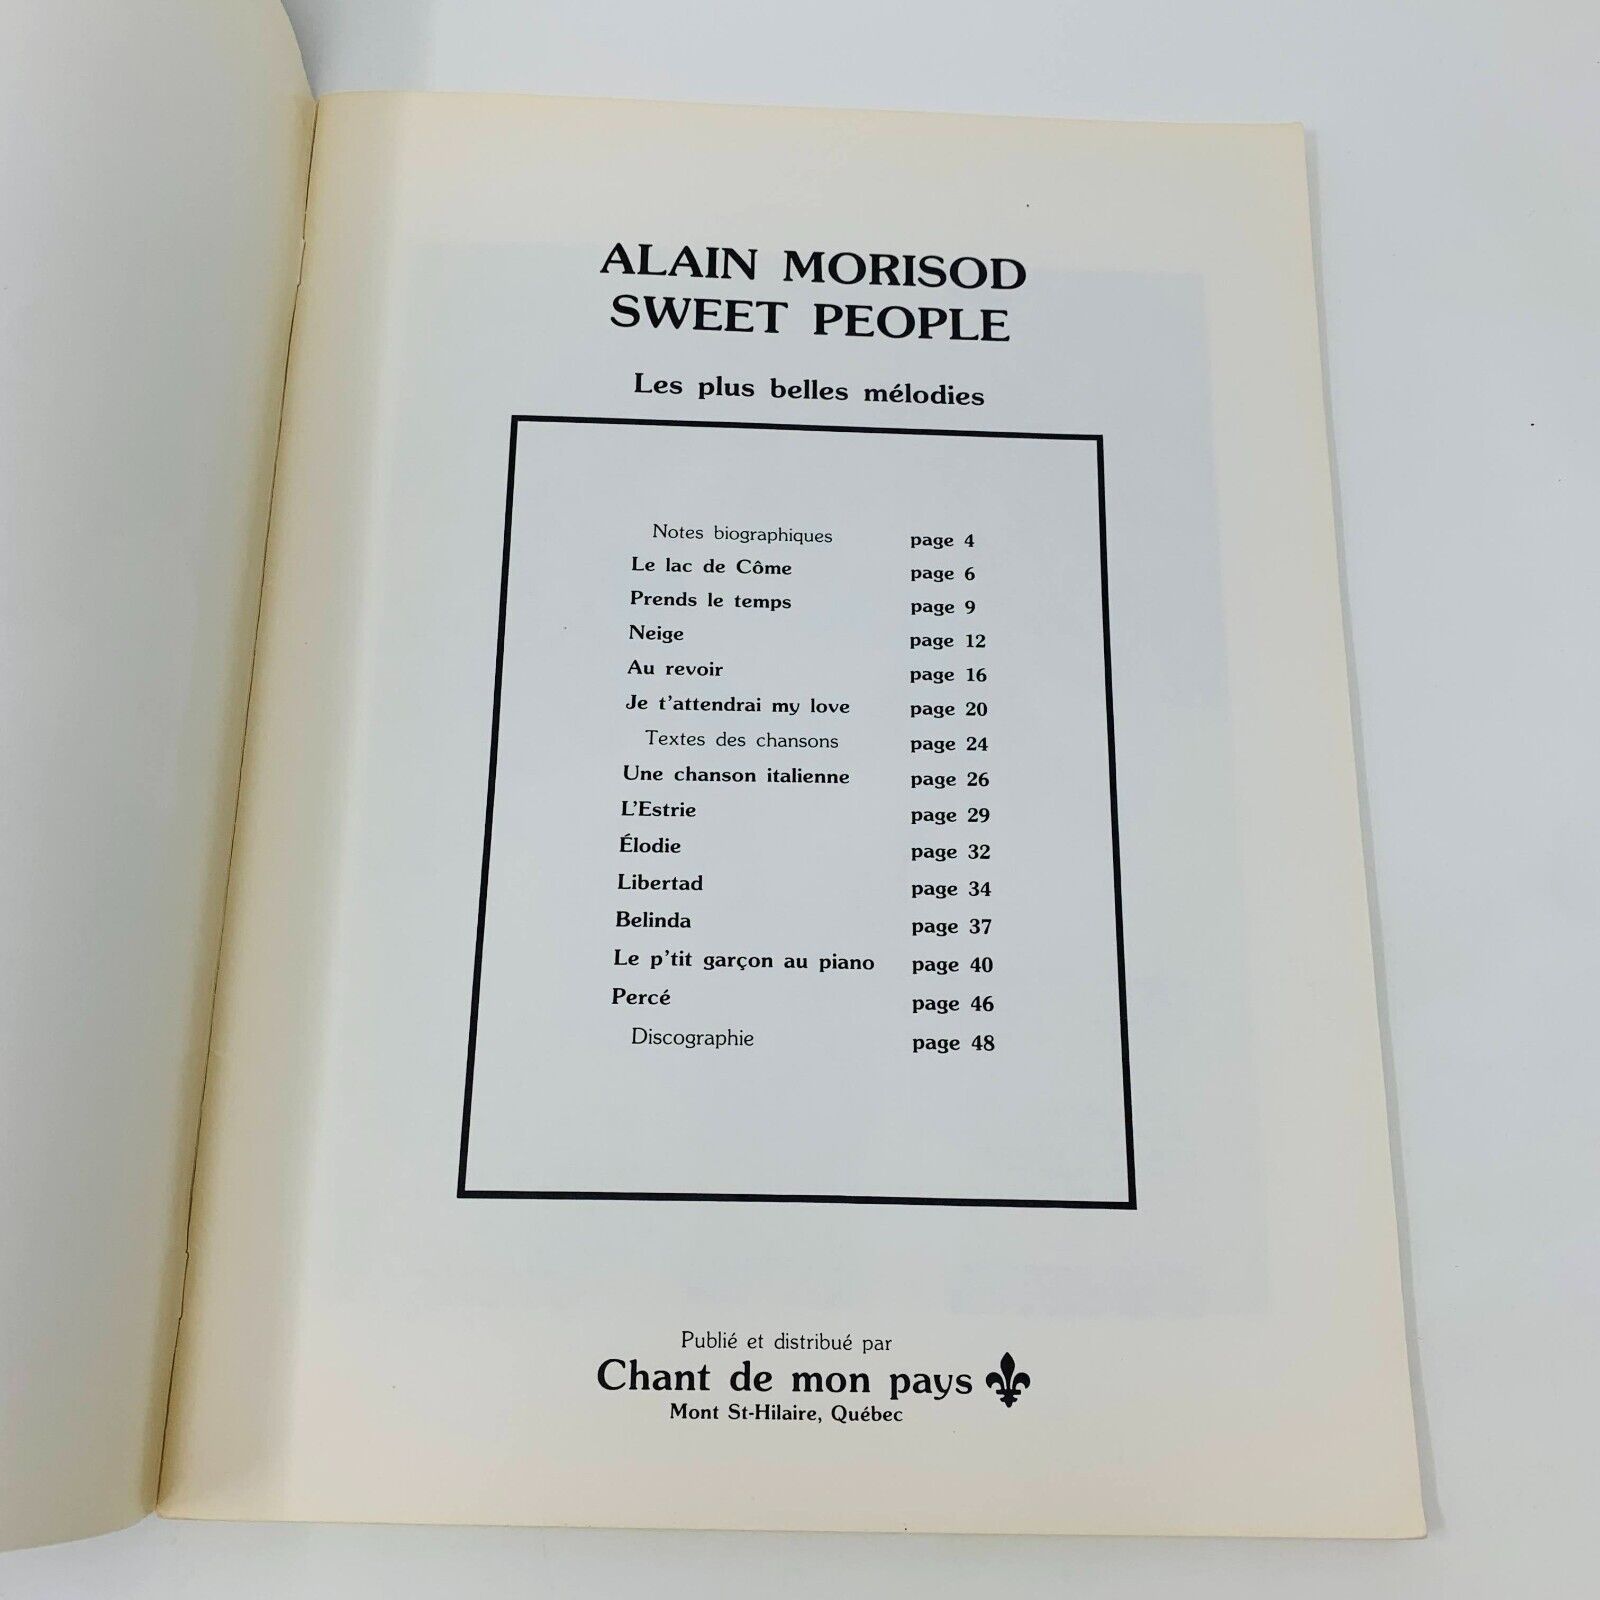 ALAIN MORISOD
SWEET PEOPLE
Les plus belles mélodies
Notes biographiques page 4
Le lac de Côme page 6
Prends le temps page 9
Neige page 12
Au revoir page 16
Je t'attendrai my love page 20
Textes des chansons page 24
Une chanson italienne page 26
L'Estrie page 29
Élodie page 32
Libertad page 34
Belinda page 37
Le p'tit garçon au piano page 40
Percé page 46
Discographie page 48
Publié et distribué par
Chant de mon pays
Mont St-Hilaire, Québec